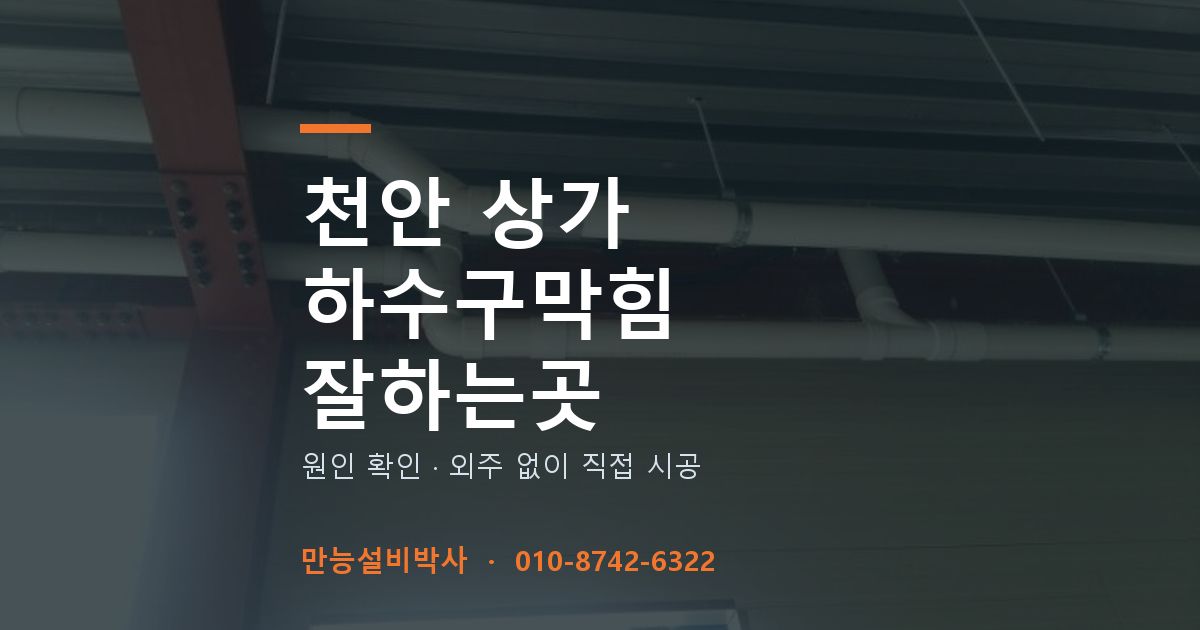 천안 상가
하수구막힘
잘하는곳
원인 확인 · 외주 없이 직접 시공
만능설비박사 · 010-8742-6322